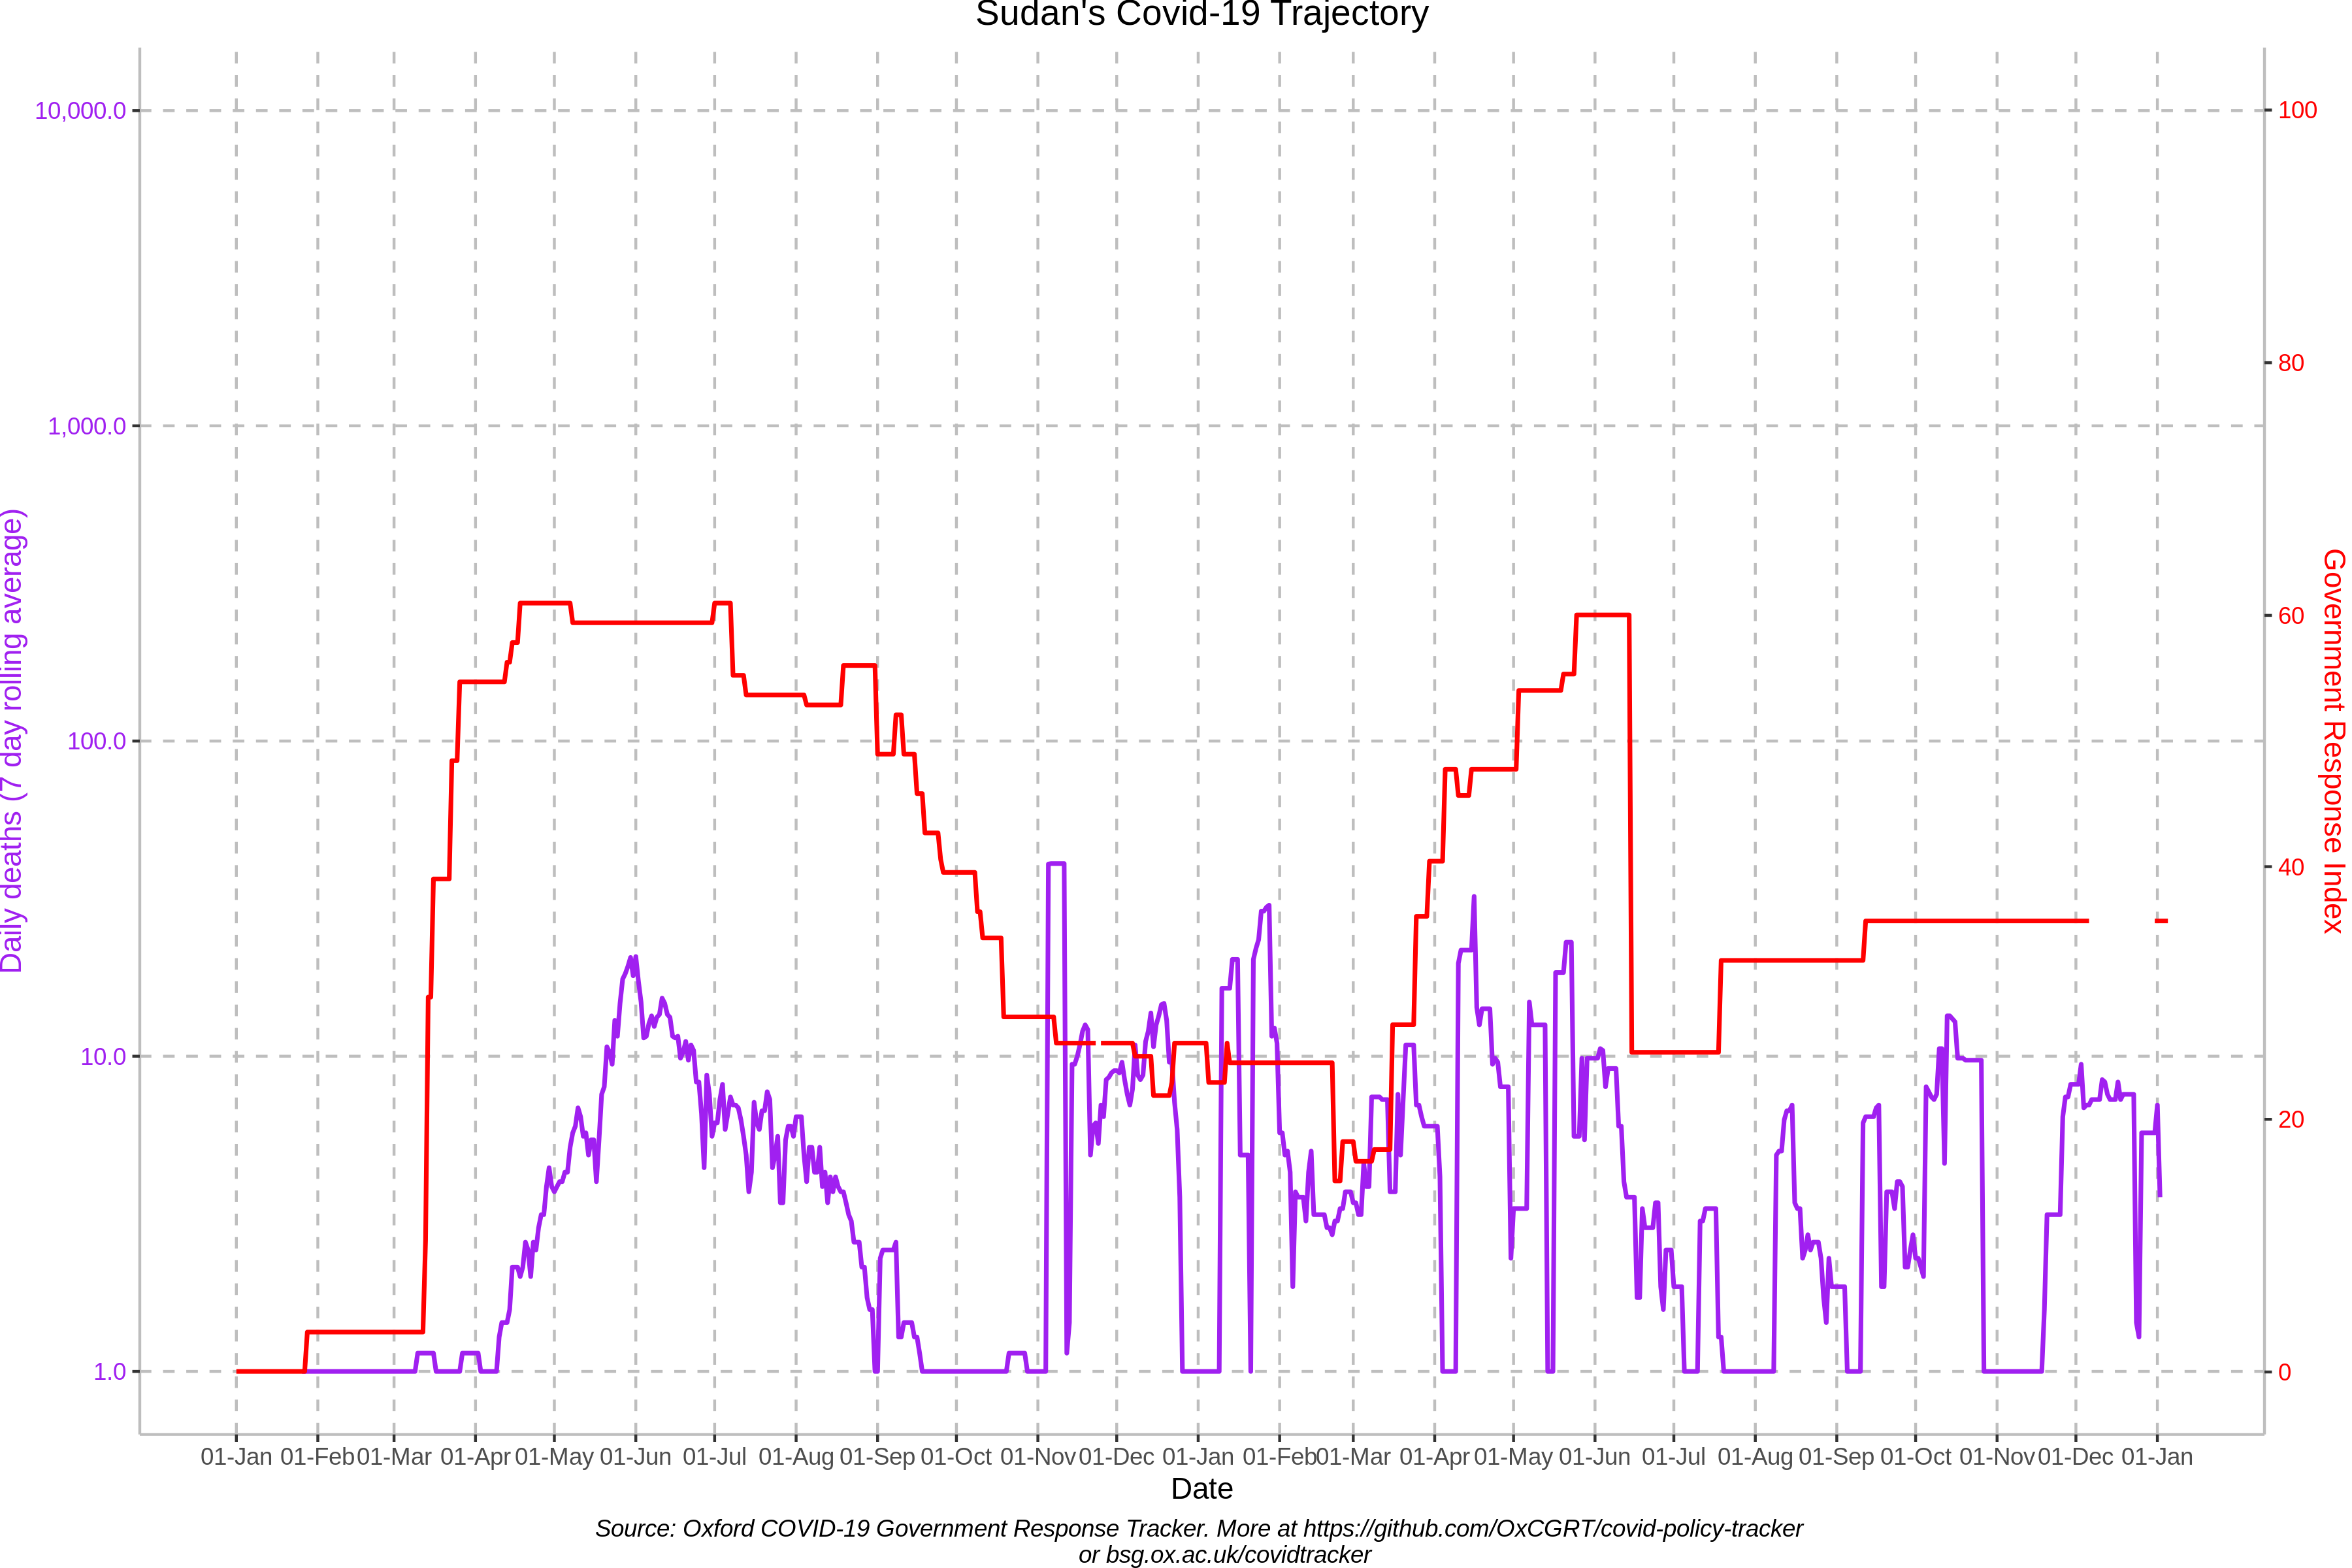 Sudan's Covid-19 Trajectory
10,000.0
1,000.0
100.0
10.0
1.0
Daily deaths (7 day rolling average)
100
80
60
40
20
0
Government Response Index
01-Jan 01-Feb 01-Mar 01-Apr 01-May 01-Jun 01-Jul 01-Aug 01-Sep 01-Oct 01-Nov 01-Dec 01-Jan 01-Feb 01-Mar 01-Apr 01-May 01-Jun 01-Jul 01-Aug 01-Sep 01-Oct 01-Nov 01-Dec 01-Jan
Date
Source: Oxford COVID-19 Government Response Tracker. More at https://github.com/OxCGRT/covid-policy-tracker
or bsg.ox.ac.uk/covidtracker